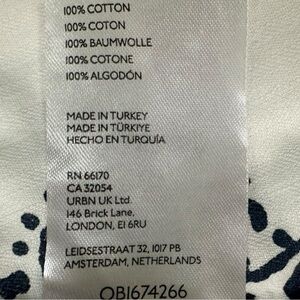 100% COTTON
100% COTON
100% BAUMWOLLE
100% COTONE
100% ALGODÓN
MADE IN TURKEY
MADE IN TÜRKIYE
HECHO EN TURQUÍA
RN 66170
CA 32054
URBN UK Ltd.
146 Brick Lane,
LONDON, E1 6RU
LEIDSESTRAAT 32, 1017 PB
AMSTERDAM, NETHERLANDS
OB1674266